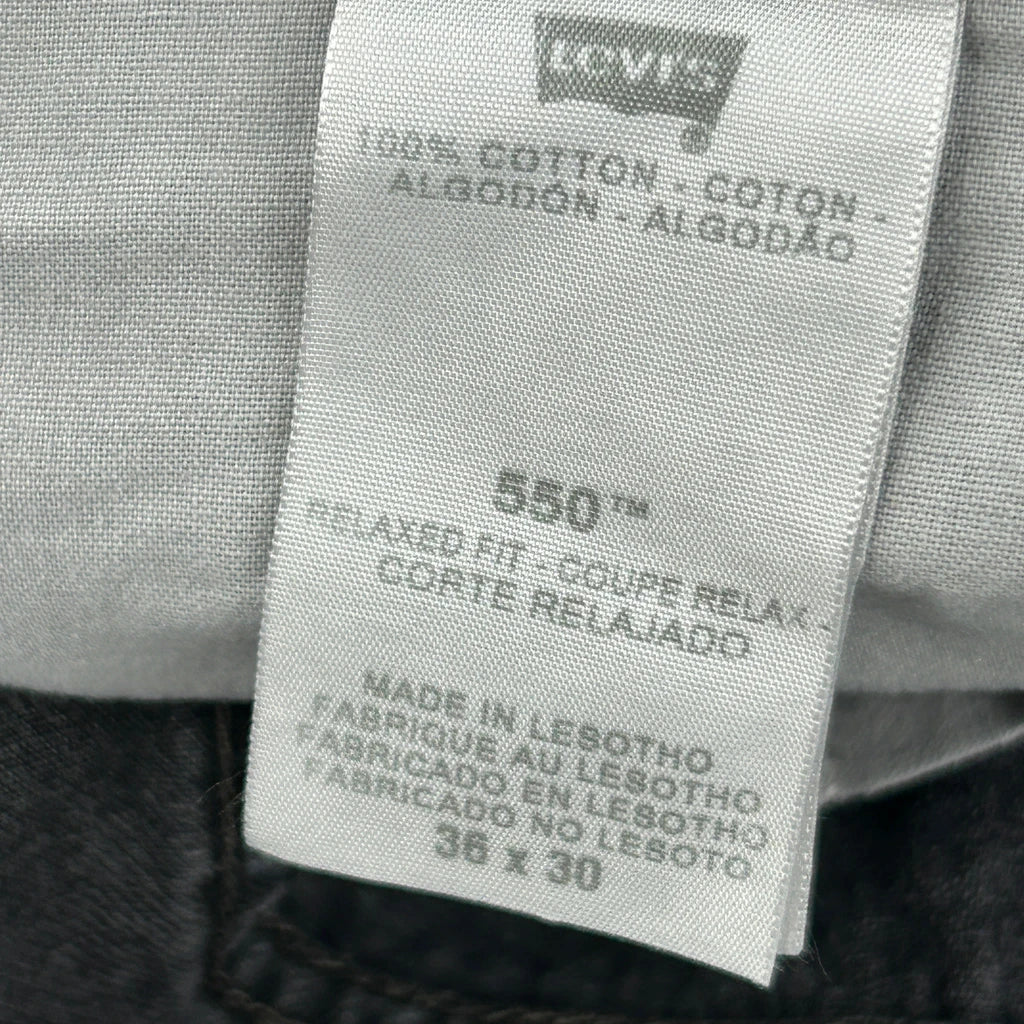 Levi's
®
100% COTTON - COTON -
ALGODÓN - ALGODÃO
550™
RELAXED FIT - COUPE RELAX -
CORTE RELAJADO
MADE IN LESOTHO
FABRIQUE AU LESOTHO
FABRICADO EN LESOTHO
FABRICADO NO LESOTO
36 x 30